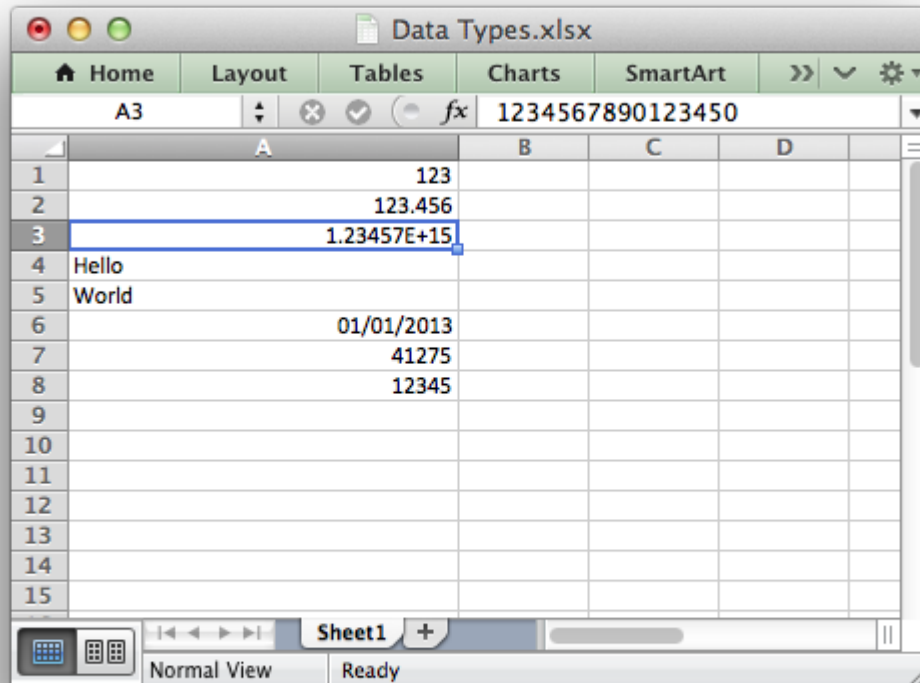 Data Types.xlsx
Home Layout Tables Charts SmartArt
A3 fx 1234567890123450
A B C D
1 123
2 123.456
3 1.23457E+15
4 Hello
5 World
6 01/01/2013
7 41275
8 12345
9
10
11
12
13
14
15
Sheet1 +
Normal View Ready